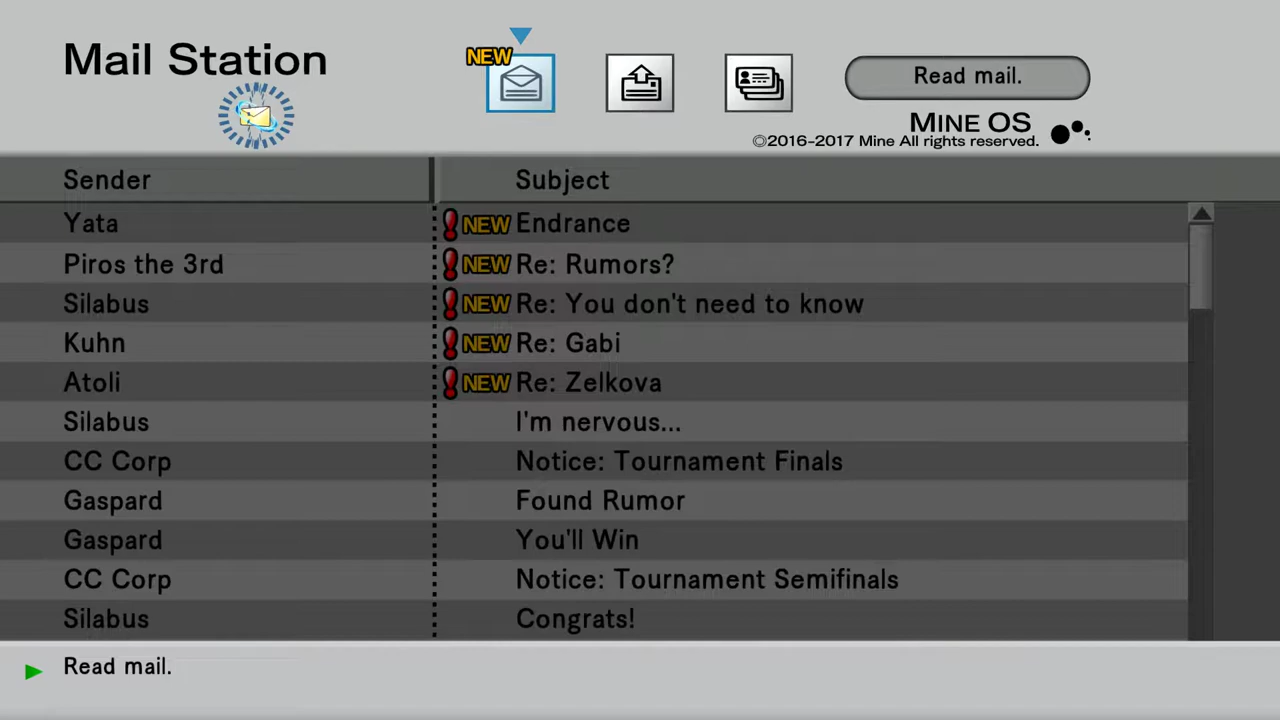 Mail Station
NEW
Read mail.
MINE OS
©2016-2017 Mine All rights reserved.
Sender Subject
Yata NEW Endrance
Piros the 3rd NEW Re: Rumors?
Silabus NEW Re: You don't need to know
Kuhn NEW Re: Gabi
Atoli NEW Re: Zelkova
Silabus I'm nervous...
CC Corp Notice: Tournament Finals
Gaspard Found Rumor
Gaspard You'll Win
CC Corp Notice: Tournament Semifinals
Silabus Congrats!
Read mail.